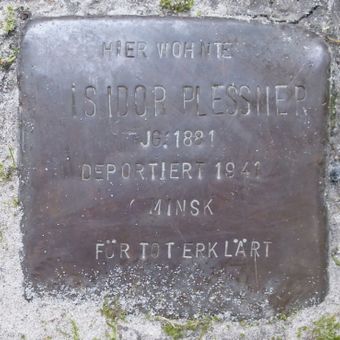 HIER WOHNTE
ISIDOR PLESSNER
JG. 1881
DEPORTIERT 1941
MINSK
FÜR TOT ERKLÄRT